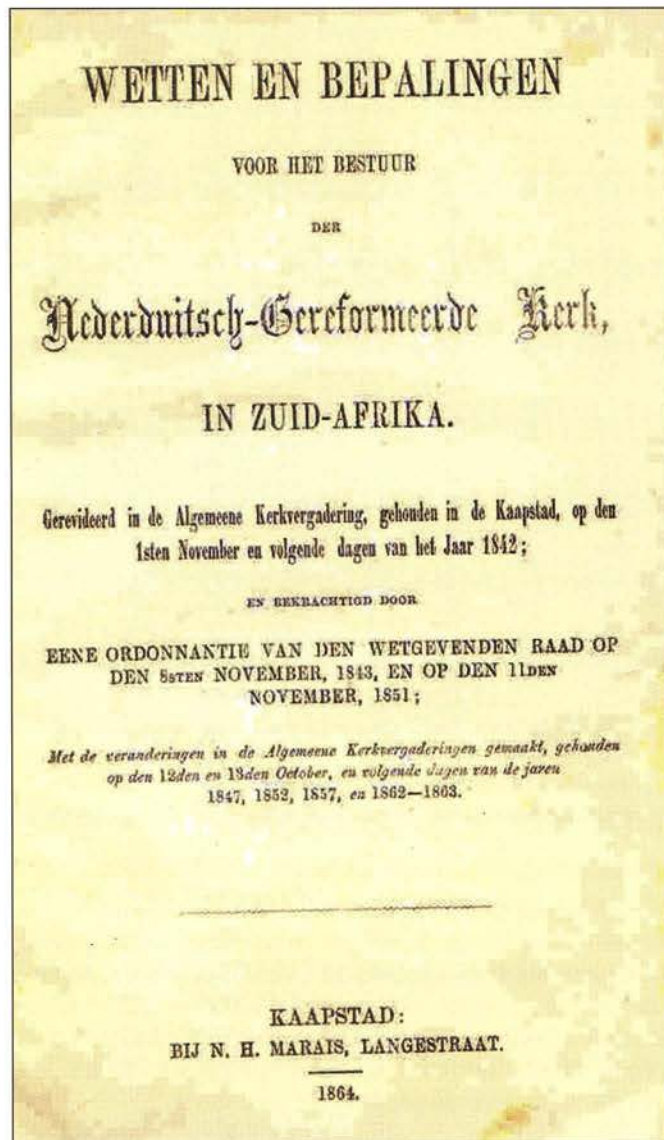 WETTEN EN BEPALINGEN
VOOR HET BESTUUR
DER
Nederduitsch-Gereformeerde Kerk,
IN ZUID-AFRIKA.
Gerevideerd in de Algemeene Kerkvergadering, gehouden in de Kaapstad, op den
1sten November en volgende dagen van het Jaar 1842;
EN BEKRACHTIGD DOOR
EENE ORDONNANTIE VAN DEN WETGEVENDEN RAAD OP
DEN 8STEN NOVEMBER, 1843, EN OP DEN 11DEN
NOVEMBER, 1851;
Met de veranderingen in de Algemeene Kerkvergaderingen gemaakt, gehouden
op den 12den en 13den October, en volgende dagen van de jaren
1847, 1852, 1857, en 1862—1863.
KAAPSTAD:
BIJ N. H. MARAIS, LANGESTRAAT.
1864.